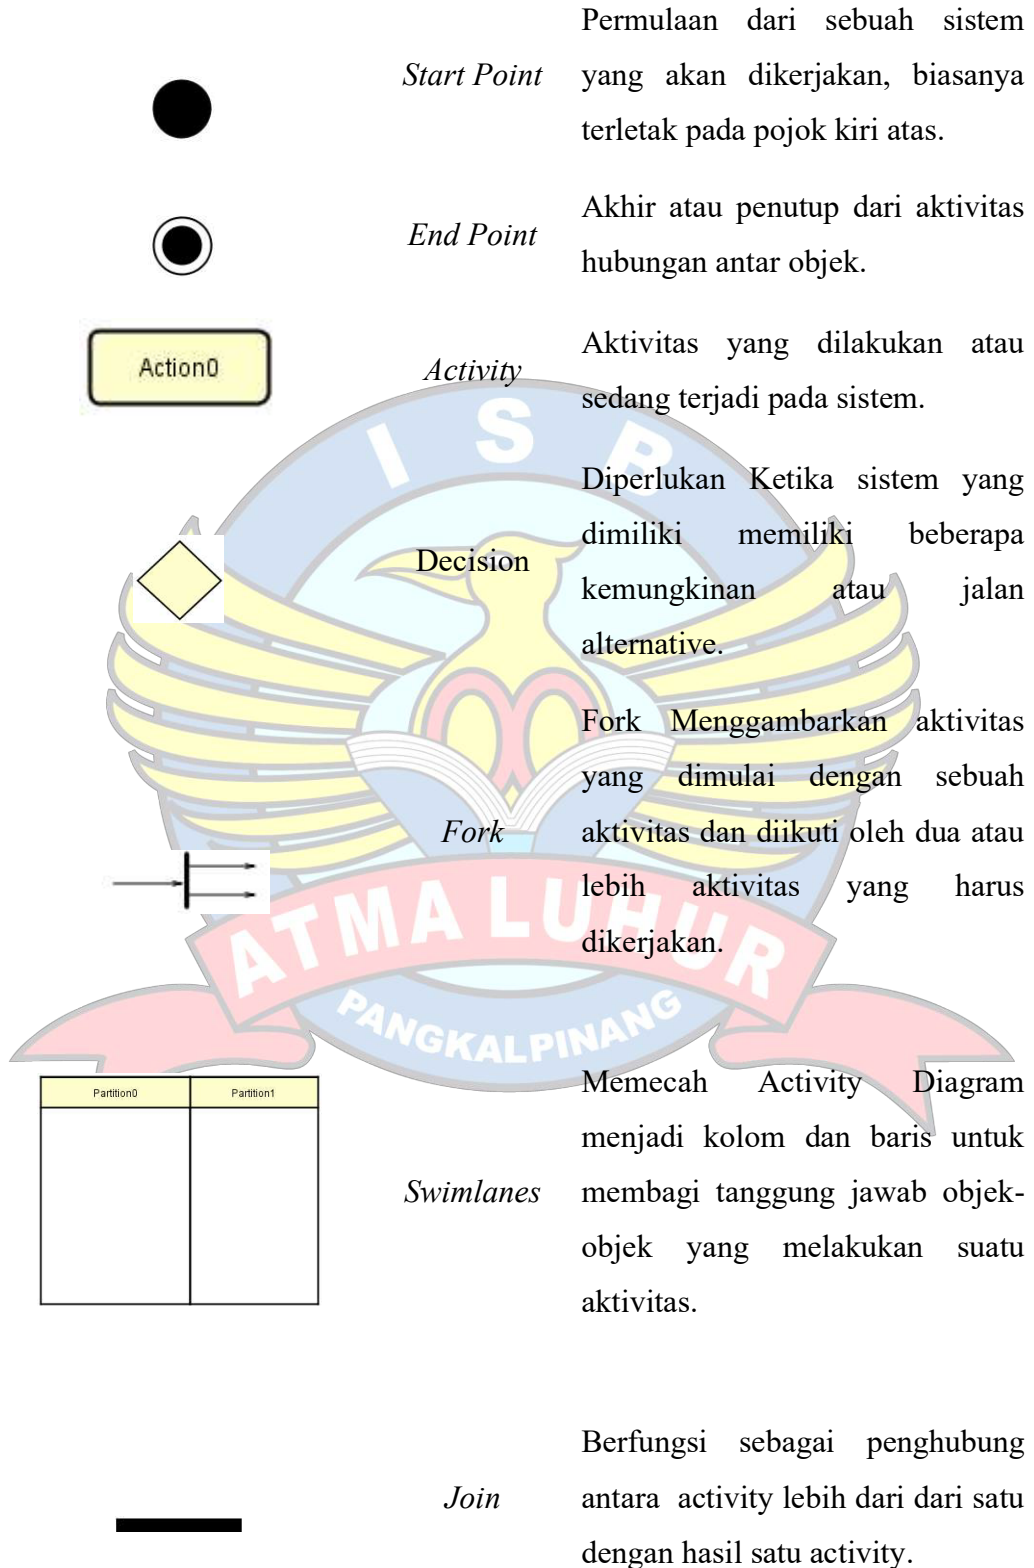 Permulaan dari sebuah sistem
Start Point yang akan dikerjakan, biasanya
terletak pada pojok kiri atas.
Akhir atau penutup dari aktivitas
End Point
hubungan antar objek.
Action0
Aktivitas yang dilakukan atau
Activity
sedang terjadi pada sistem.
I S B
Diperlukan Ketika sistem yang
dimiliki memiliki beberapa
Decision
kemungkinan atau jalan
alternative.
Fork Menggambarkan aktivitas
yang dimulai dengan sebuah
Fork aktivitas dan diikuti oleh dua atau
lebih aktivitas yang harus
dikerjakan.
ATMA LUHUR
PANGKALPINANG
Partition0 Partition1
Memecah Activity Diagram
menjadi kolom dan baris untuk
Swimlanes membagi tanggung jawab objek-
objek yang melakukan suatu
aktivitas.
Berfungsi sebagai penghubung
Join antara activity lebih dari dari satu
dengan hasil satu activity.